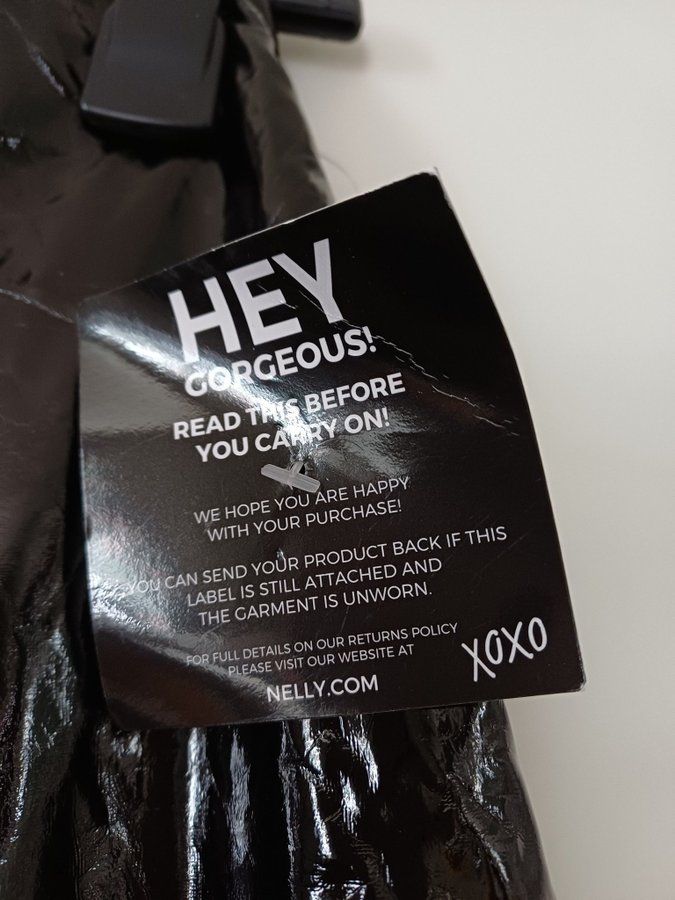 HEY
GORGEOUS!
READ THIS BEFORE
YOU CARRY ON!
WE HOPE YOU ARE HAPPY
WITH YOUR PURCHASE!
YOU CAN SEND YOUR PRODUCT BACK IF THIS
LABEL IS STILL ATTACHED AND
THE GARMENT IS UNWORN.
FOR FULL DETAILS ON OUR RETURNS POLICY
PLEASE VISIT OUR WEBSITE AT
NELLY.COM
XOXO